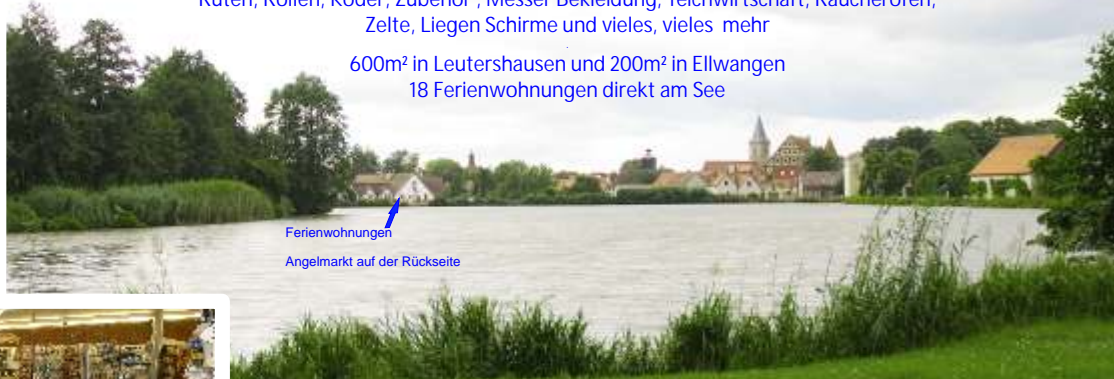 Ruten, Rollen, Köder, Zubehör , Messer Bekleidung, Teichwirtschaft, Räucheröfen,
Zelte, Liegen Schirme und vieles, vieles mehr
600m² in Leutershausen und 200m² in Ellwangen
18 Ferienwohnungen direkt am See
Ferienwohnungen
Angelmarkt auf der Rückseite